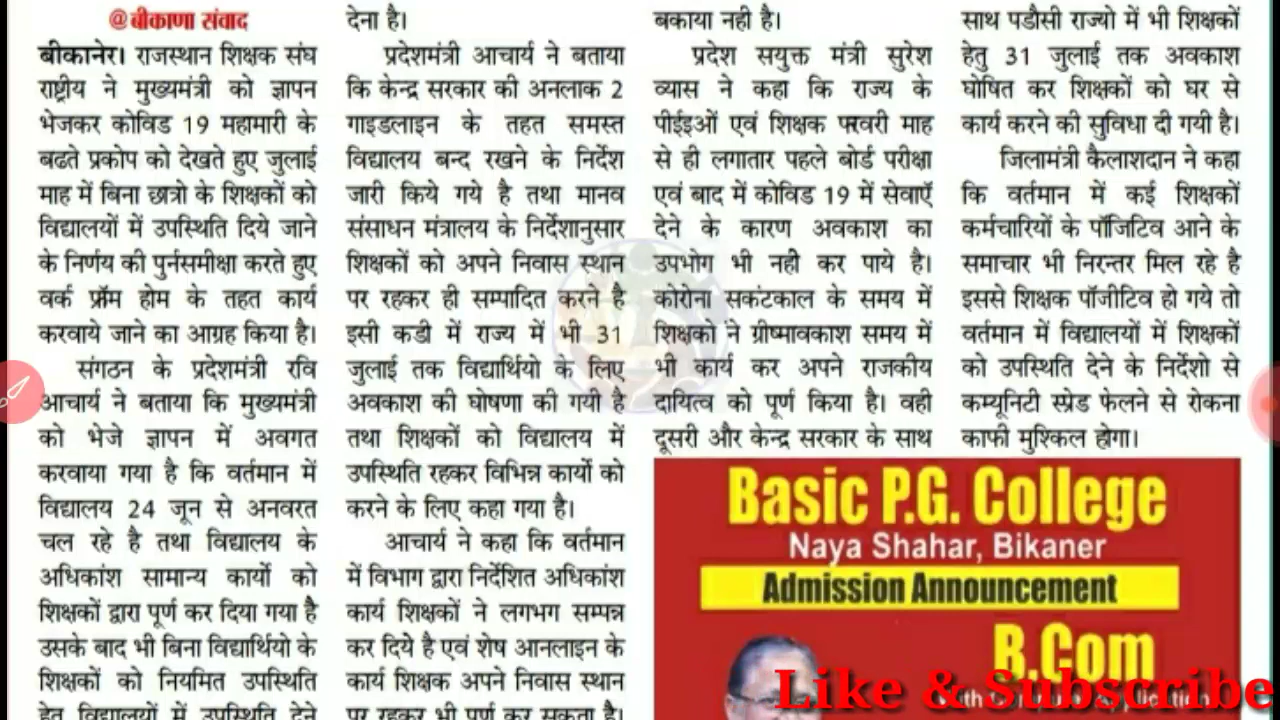 @बीकाणा संवाद
बीकानेर। राजस्थान शिक्षक संघ
राष्ट्रीय ने मुख्यमंत्री को ज्ञापन
भेजकर कोविड 19 महामारी के
बढते प्रकोप को देखते हुए जुलाई
माह में बिना छात्रो के शिक्षकों को
विद्यालयों में उपस्थिति दिये जाने
के निर्णय की पुर्नसमीक्षा करते हुए
वर्क फ्रॉम होम के तहत कार्य
करवाये जाने का आग्रह किया है।
संगठन के प्रदेशमंत्री रवि
आचार्य ने बताया कि मुख्यमंत्री
को भेजे ज्ञापन में अवगत
करवाया गया है कि वर्तमान में
विद्यालय 24 जून से अनवरत
चल रहे है तथा विद्यालय के
अधिकांश सामान्य कार्यो को
शिक्षकों द्वारा पूर्ण कर दिया गया है
उसके बाद भी बिना विद्यार्थियो के
शिक्षकों को नियमित उपस्थिति
हेतु विद्यालयों में उपस्थिति देने
देना है।
प्रदेशमंत्री आचार्य ने बताया
कि केन्द्र सरकार की अनलाक 2
गाइडलाइन के तहत समस्त
विद्यालय बन्द रखने के निर्देश
जारी किये गये है तथा मानव
संसाधन मंत्रालय के निर्देशानुसार
शिक्षकों को अपने निवास स्थान
पर रहकर ही सम्पादित करने है
इसी कडी में राज्य में भी 31
जुलाई तक विद्यार्थियो के लिए
अवकाश की घोषणा की गयी है
तथा शिक्षकों को विद्यालय में
उपस्थिति रहकर विभिन्न कार्यो को
करने के लिए कहा गया है।
आचार्य ने कहा कि वर्तमान
में विभाग द्वारा निर्देशित अधिकांश
कार्य शिक्षकों ने लगभग सम्पन्न
कर दिये है एवं शेष आनलाइन के
कार्य शिक्षक अपने निवास स्थान
पर रहकर भी पूर्ण कर सकता है।
बकाया नही है।
प्रदेश सयुक्त मंत्री सुरेश
व्यास ने कहा कि राज्य के
पीईइओं एवं शिक्षक फरवरी माह
से ही लगातार पहले बोर्ड परीक्षा
एवं बाद में कोविड 19 में सेवाएँ
देने के कारण अवकाश का
उपभोग भी नही कर पाये है।
कोरोना सकंटकाल के समय में
शिक्षको ने ग्रीष्मावकाश समय में
भी कार्य कर अपने राजकीय
दायित्व को पूर्ण किया है। वही
दूसरी और केन्द्र सरकार के साथ
साथ पडौसी राज्यो में भी शिक्षकों
हेतु 31 जुलाई तक अवकाश
घोषित कर शिक्षकों को घर से
कार्य करने की सुविधा दी गयी है।
जिलामंत्री कैलाशदान ने कहा
कि वर्तमान में कई शिक्षकों
कर्मचारियों के पॉजिटिव आने के
समाचार भी निरन्तर मिल रहे है
इससे शिक्षक पॉजीटिव हो गये तो
वर्तमान में विद्यालयों में शिक्षकों
को उपस्थिति देने के निर्देशो से
कम्यूनिटी स्प्रेड फेलने से रोकना
काफी मुश्किल होगा।
Basic P.G. College
Naya Shahar, Bikaner
Admission Announcement
B.Com
Like & Subscribe